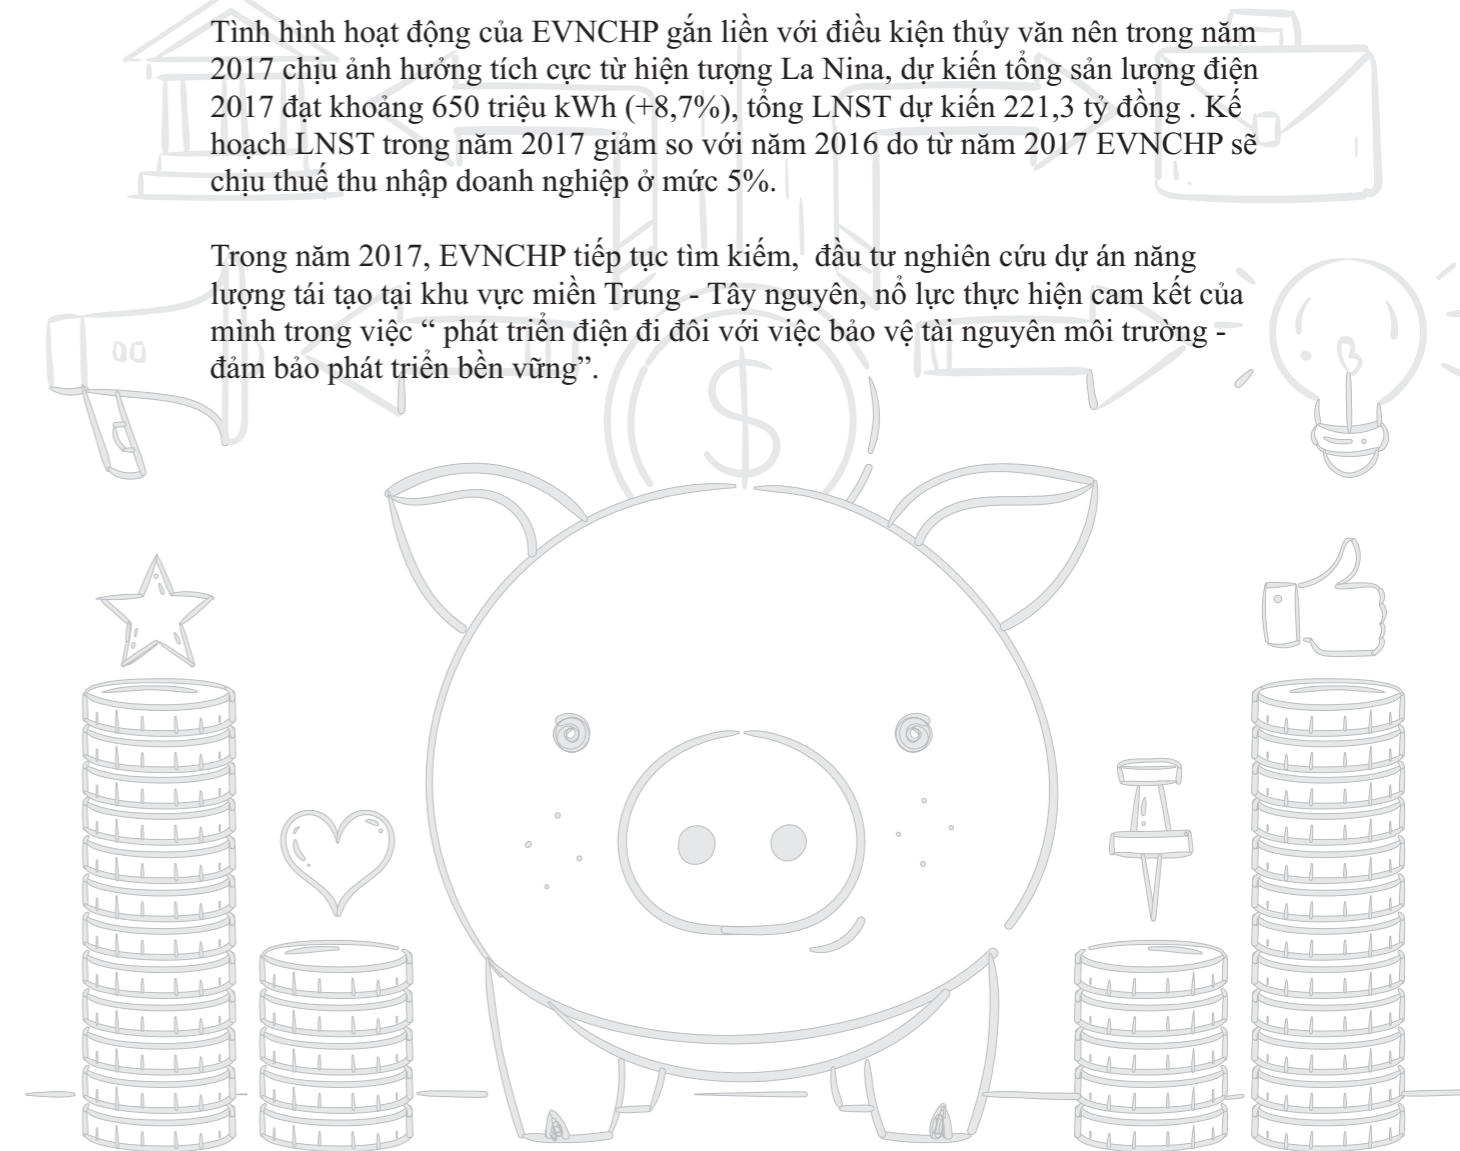 Tình hình hoạt động của EVNCHP gắn liền với điều kiện thủy văn nên trong năm
2017 chịu ảnh hưởng tích cực từ hiện tượng La Nina, dự kiến tổng sản lượng điện
2017 đạt khoảng 650 triệu kWh (+8,7%), tổng LNST dự kiến 221,3 tỷ đồng . Kế
hoạch LNST trong năm 2017 giảm so với năm 2016 do từ năm 2017 EVNCHP sẽ
chịu thuế thu nhập doanh nghiệp ở mức 5%.
Trong năm 2017, EVNCHP tiếp tục tìm kiếm, đầu tư nghiên cứu dự án năng
lượng tái tạo tại khu vực miền Trung - Tây nguyên, nổ lực thực hiện cam kết của
mình trong việc “ phát triển điện đi đôi với việc bảo vệ tài nguyên môi trường -
đảm bảo phát triển bền vững”.